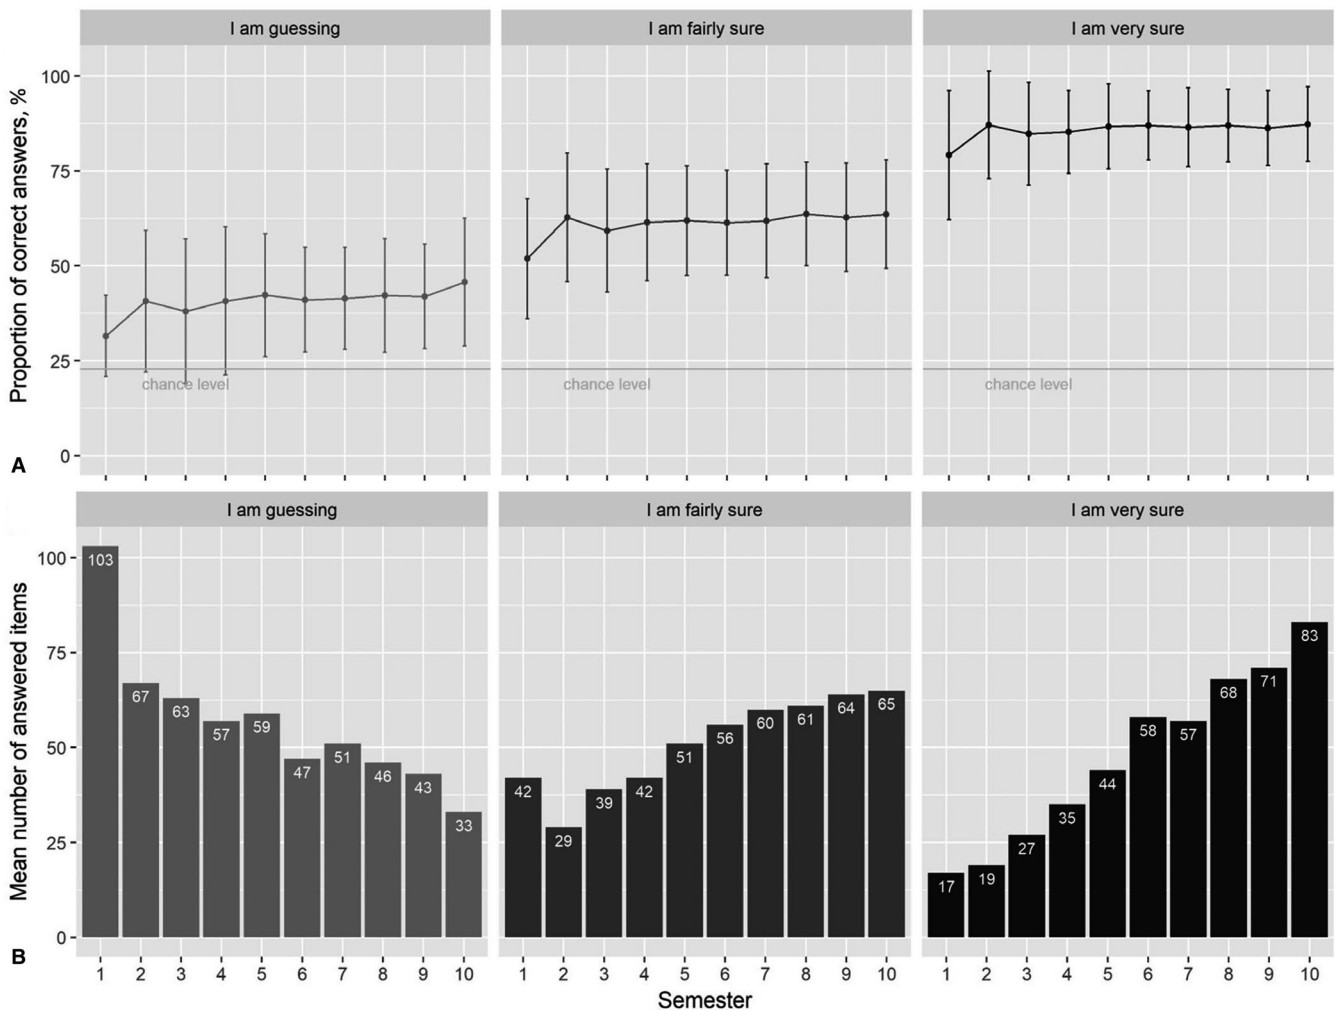 I am guessing
I am fairly sure
I am very sure
Proportion of correct answers, %
100
75
50
25
0
chance level
chance level
chance level
A
I am guessing
I am fairly sure
I am very sure
Mean number of answered items
100
75
50
25
0
103
67
63
57
59
47
51
46
43
33
42
29
39
42
51
56
60
61
64
65
17
19
27
35
44
58
57
68
71
83
B
1 2 3 4 5 6 7 8 9 10
1 2 3 4 5 6 7 8 9 10
1 2 3 4 5 6 7 8 9 10
Semester